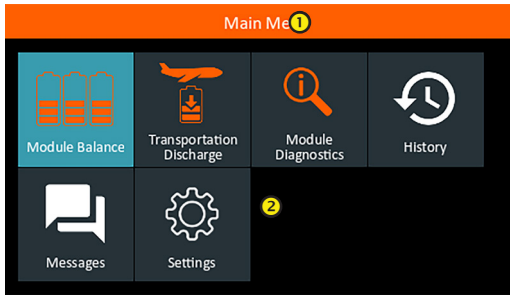 Main Me 1
Module Balance
Transportation
Discharge
Module
Diagnostics
History
Messages
Settings
2